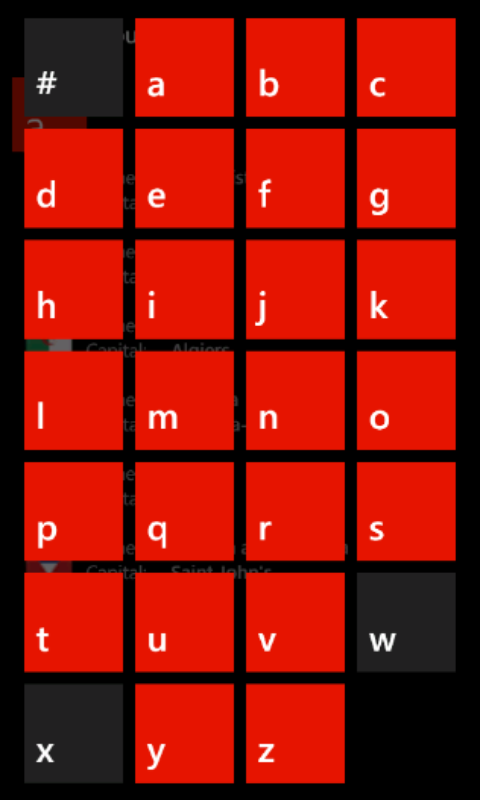 # a b c
d e f g
h i j k
Capital: Algiers
l m n o
p q r s
Capital: Saint John's
t u v w
x y z